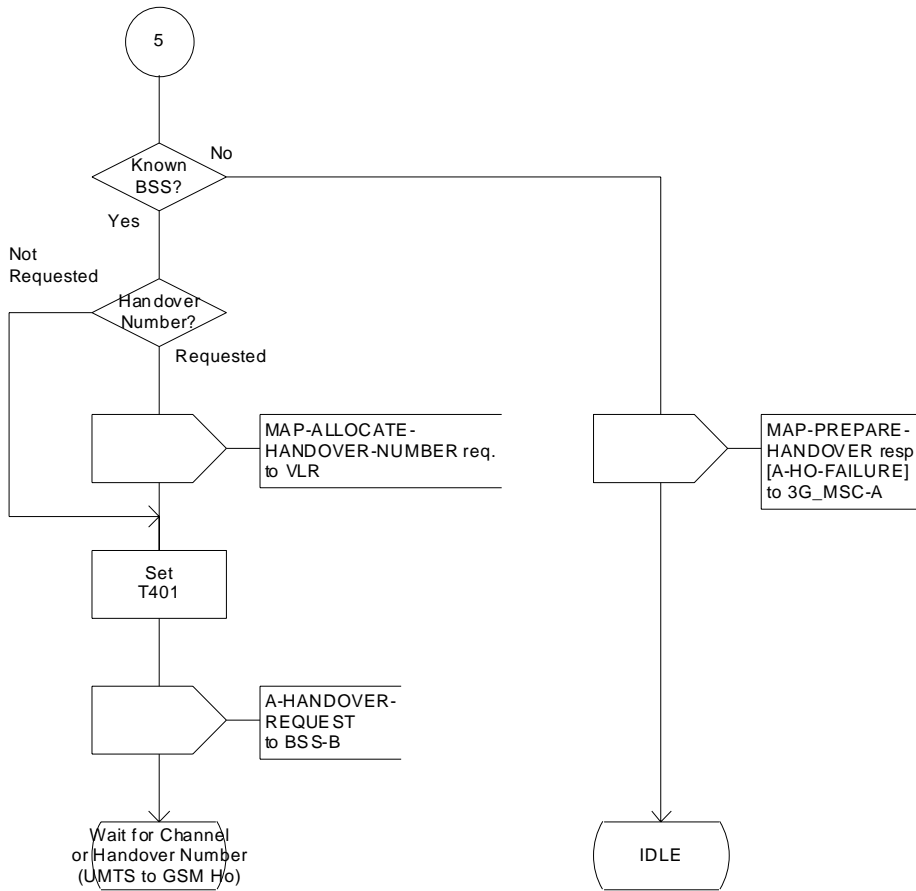 5
Known
BSS?
No
Yes
Not
Requested
Handover
Number?
Requested
MAP-ALLOCATE-
HANDOVER-NUMBER req.
to VLR
MAP-PREPARE-
HANDOVER resp
[A-HO-FAILURE]
to 3G_MSC-A
Set
T401
A-HANDOVER-
REQUEST
to BSS-B
Wait for Channel
or Handover Number
(UMTS to GSM Ho)
IDLE